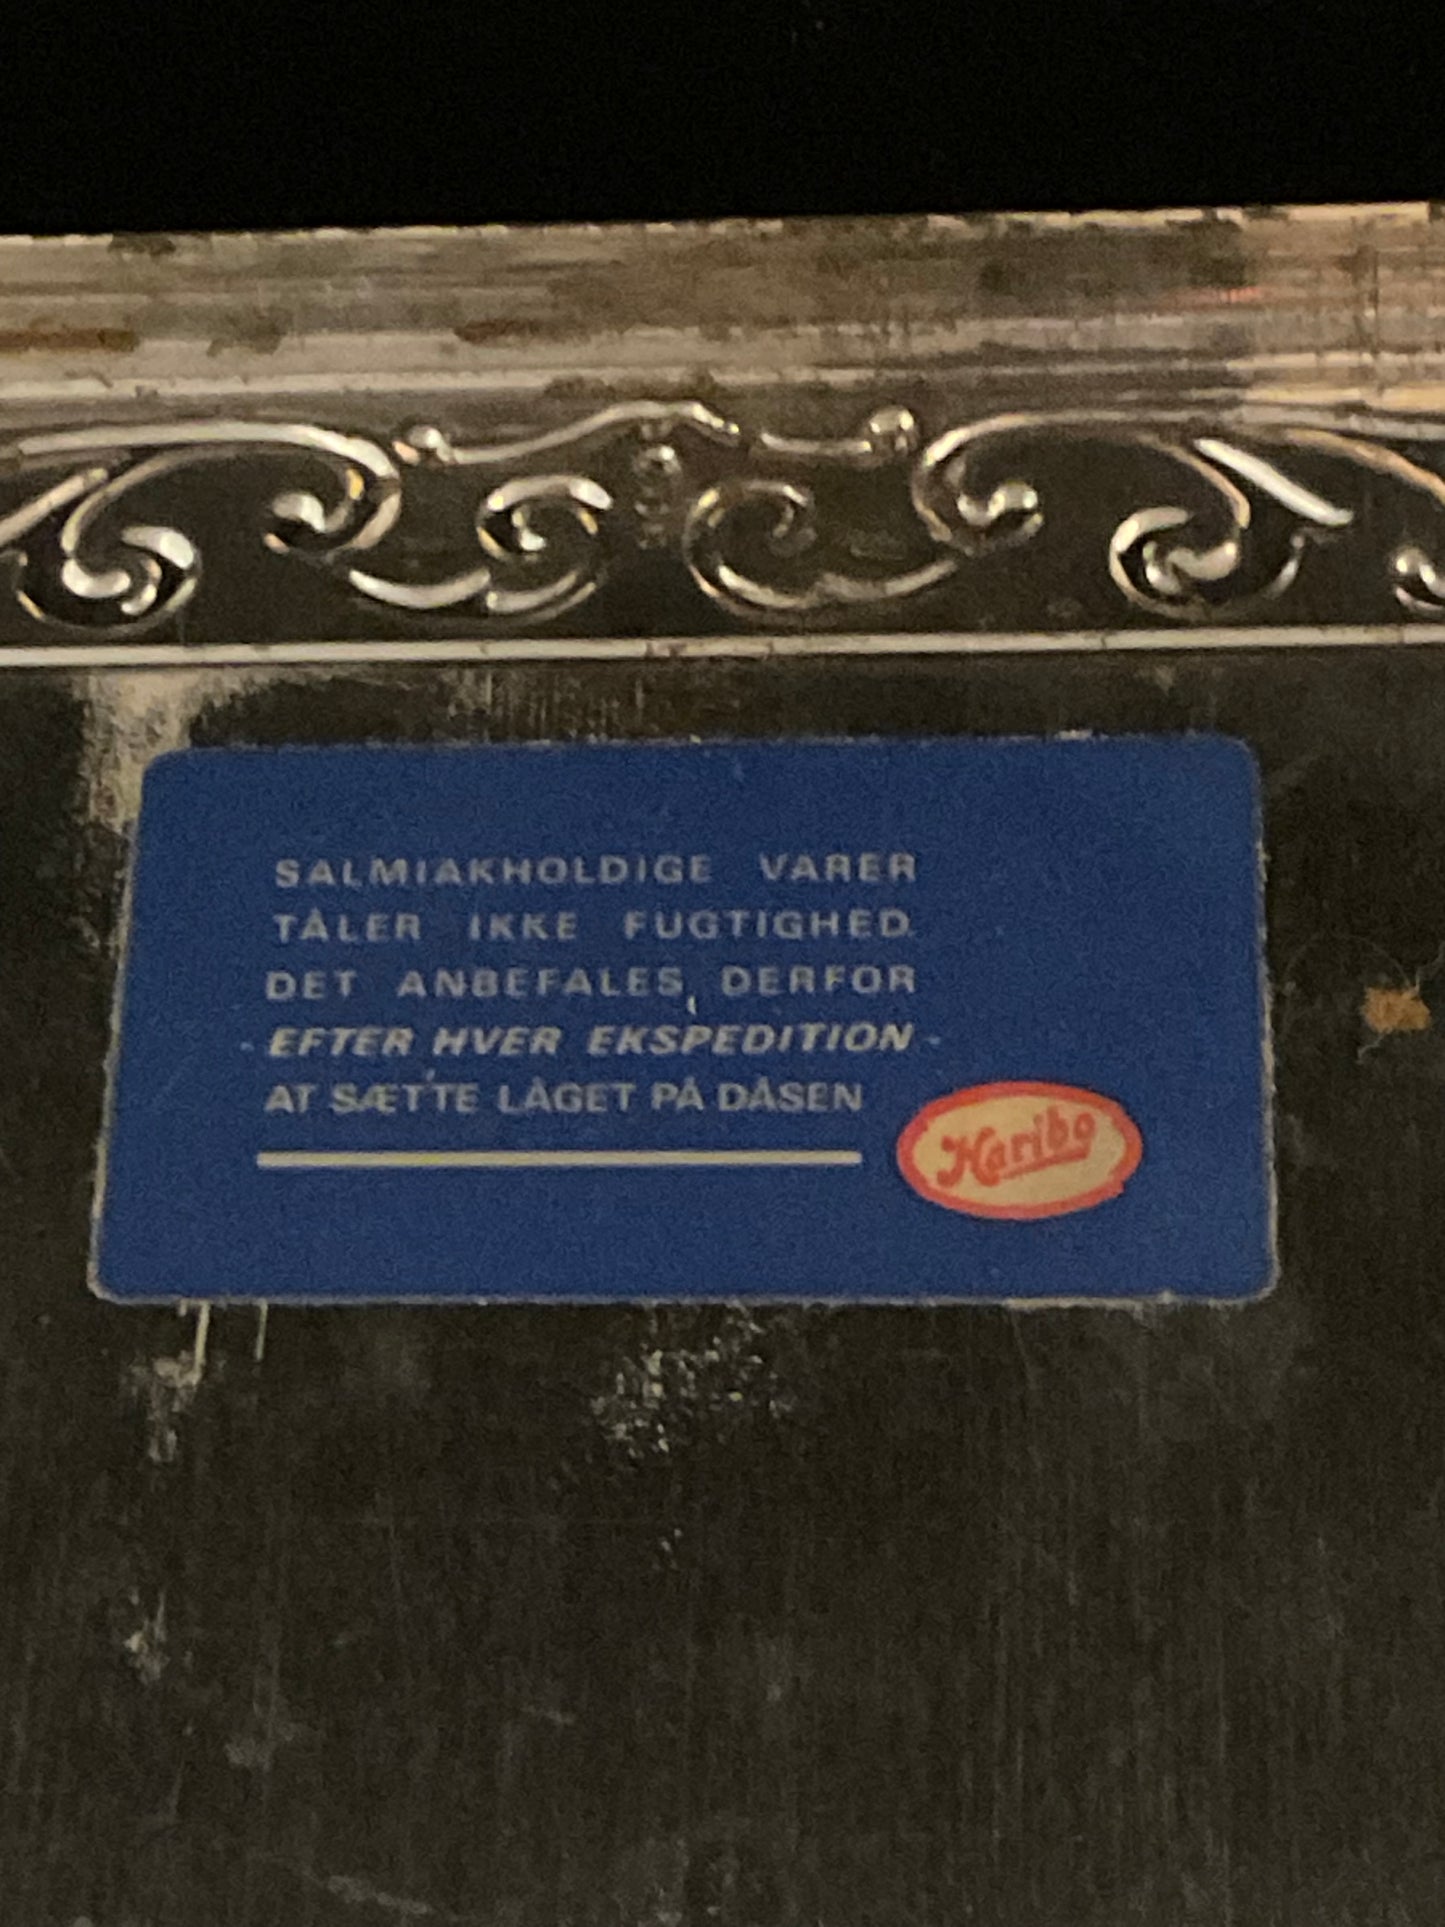 SALMIAKHOLDIGE VARER
TÅLER IKKE FUGTIGHED.
DET ANBEFALES, DERFOR
- EFTER HVER EKSPEDITION -
AT SÆTTE LÅGET PÅ DÅSEN
Haribo